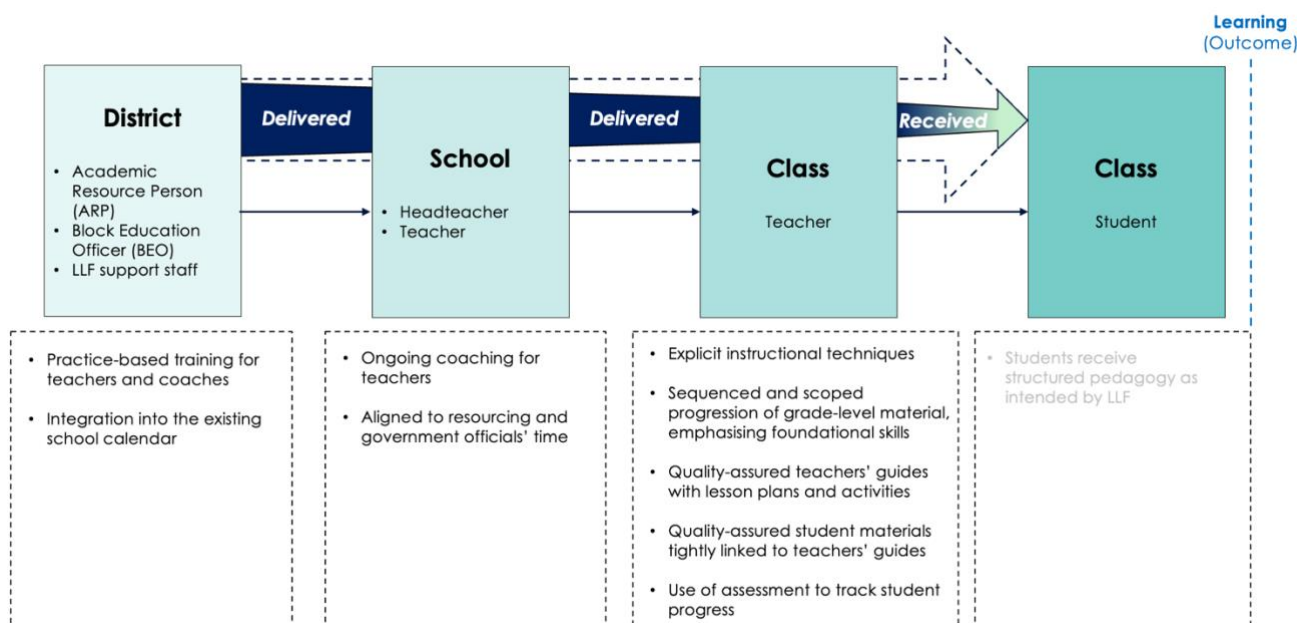 Learning
(Outcome)
District
• Academic
Resource Person
(ARP)
• Block Education
Officer (BEO)
• LLF support staff
Delivered
School
• Headteacher
• Teacher
Delivered
Class
Teacher
Received
Class
Student
• Practice-based training for
teachers and coaches
• Integration into the existing
school calendar
• Ongoing coaching for
teachers
• Aligned to resourcing and
government officials’ time
• Explicit instructional techniques
• Sequenced and scoped
progression of grade-level material,
emphasising foundational skills
• Quality-assured teachers’ guides
with lesson plans and activities
• Quality-assured student materials
tightly linked to teachers’ guides
• Use of assessment to track student
progress
• Students receive
structured pedagogy as
intended by LLF